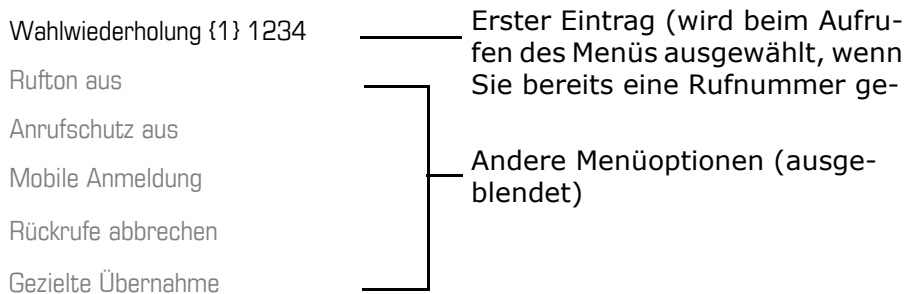 Wahlwiederholung {1} 1234
Rufton aus
Anrufschutz aus
Mobile Anmeldung
Rückrufe abbrechen
Gezielte Übernahme
Erster Eintrag (wird beim Aufru-
fen des Menüs ausgewählt, wenn
Sie bereits eine Rufnummer ge-
Andere Menüoptionen (ausge-
blendet)